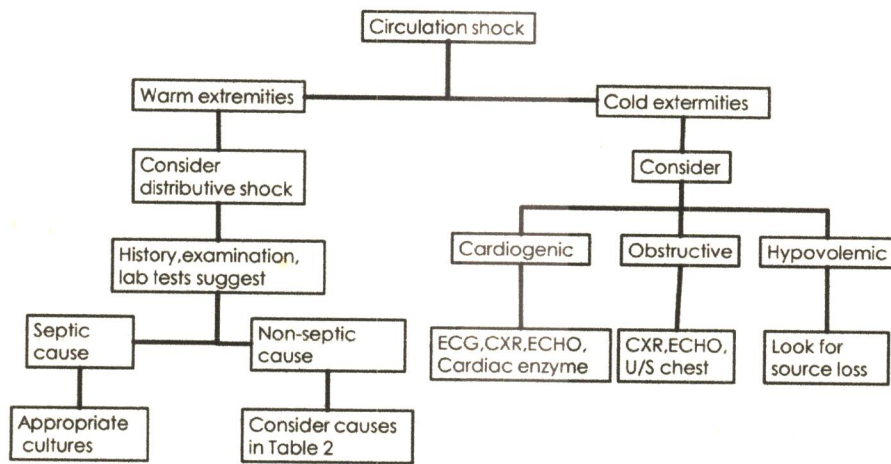 Circulation shock
Warm extremities
Cold extermities
Consider
distributive shock
Consider
History,examination,
lab tests suggest
Cardiogenic
Obstructive
Hypovolemic
Septic
cause
Non-septic
cause
ECG,CXR,ECHO,
Cardiac enzyme
CXR,ECHO,
U/S chest
Look for
source loss
Appropriate
cultures
Consider causes
in Table 2